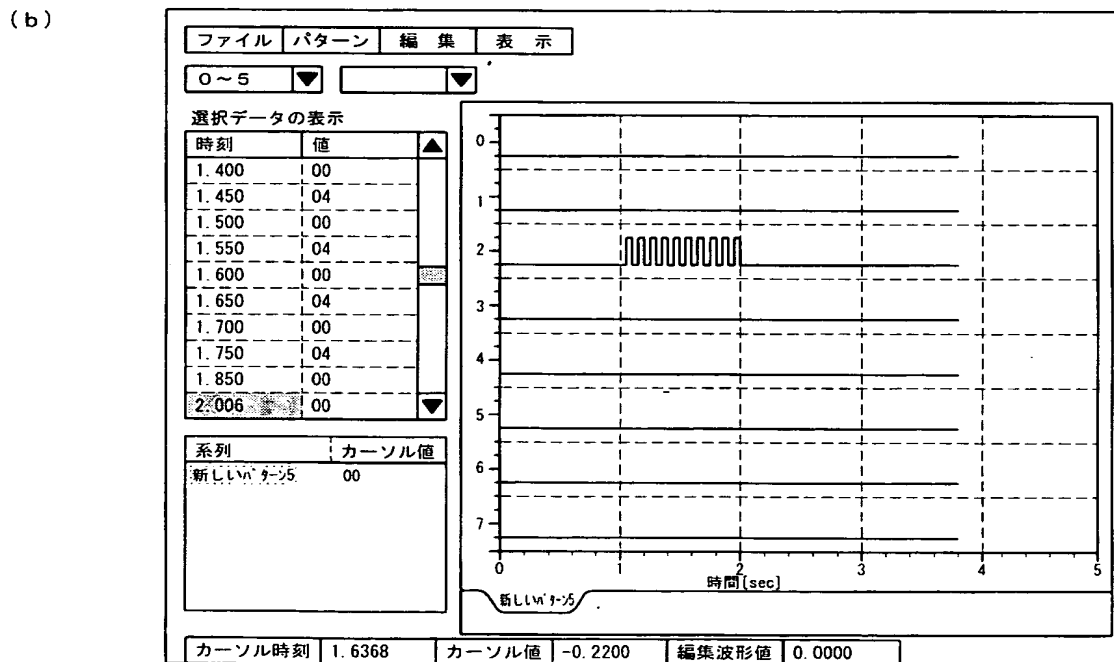 (b)
ファイル パターン 編 集 表 示
0～5
選択データの表示
時刻 値
1.400 00
1.450 04
1.500 00
1.550 04
1.600 00
1.650 04
1.700 00
1.750 04
1.850 00
2.006 00
系列 カーソル値
新しいパターン5 00
0
1
2
3
4
5
6
7
0 1 2 3 4 5
時間[sec]
新しいパターン5
カーソル時刻 1.6368 カーソル値 -0.2200 編集波形値 0.0000